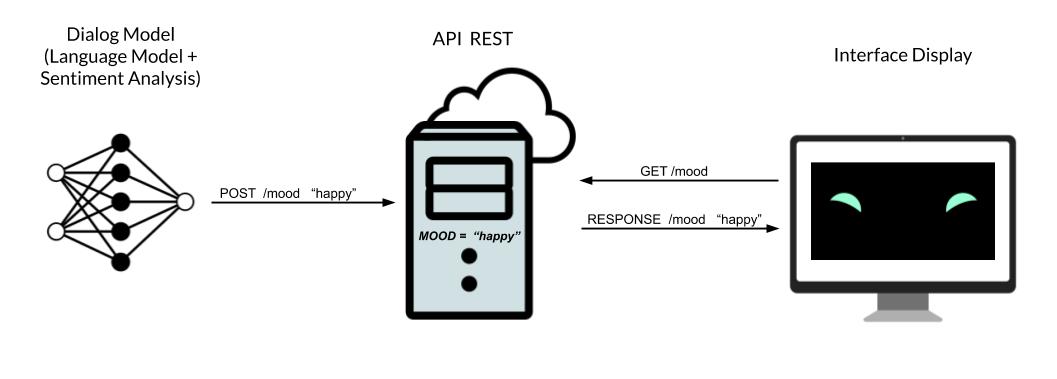 Dialog Model
(Language Model +
Sentiment Analysis)
API REST
Interface Display
POST /mood “happy”
MOOD = “happy”
GET /mood
RESPONSE /mood “happy”